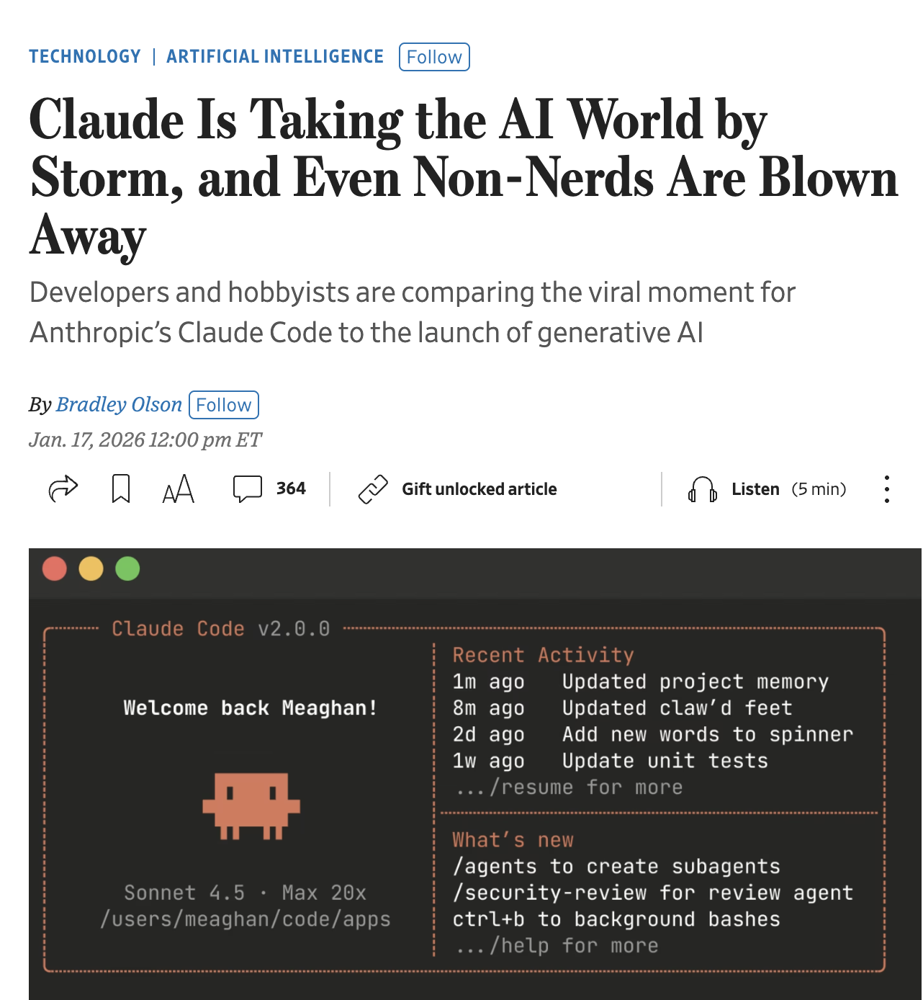 TECHNOLOGY | ARTIFICIAL INTELLIGENCE Follow
Claude Is Taking the AI World by
Storm, and Even Non-Nerds Are Blown
Away
Developers and hobbyists are comparing the viral moment for
Anthropic’s Claude Code to the launch of generative AI
By Bradley Olson Follow
Jan. 17, 2026 12:00 pm ET
364 Gift unlocked article Listen (5 min)
Claude Code v2.0.0
Welcome back Meaghan!
Sonnet 4.5 · Max 20x
/users/meaghan/code/apps
Recent Activity
1m ago Updated project memory
8m ago Updated claw’d feet
2d ago Add new words to spinner
1w ago Update unit tests
.../resume for more
What’s new
/agents to create subagents
/security-review for review agent
ctrl+b to background bashes
.../help for more